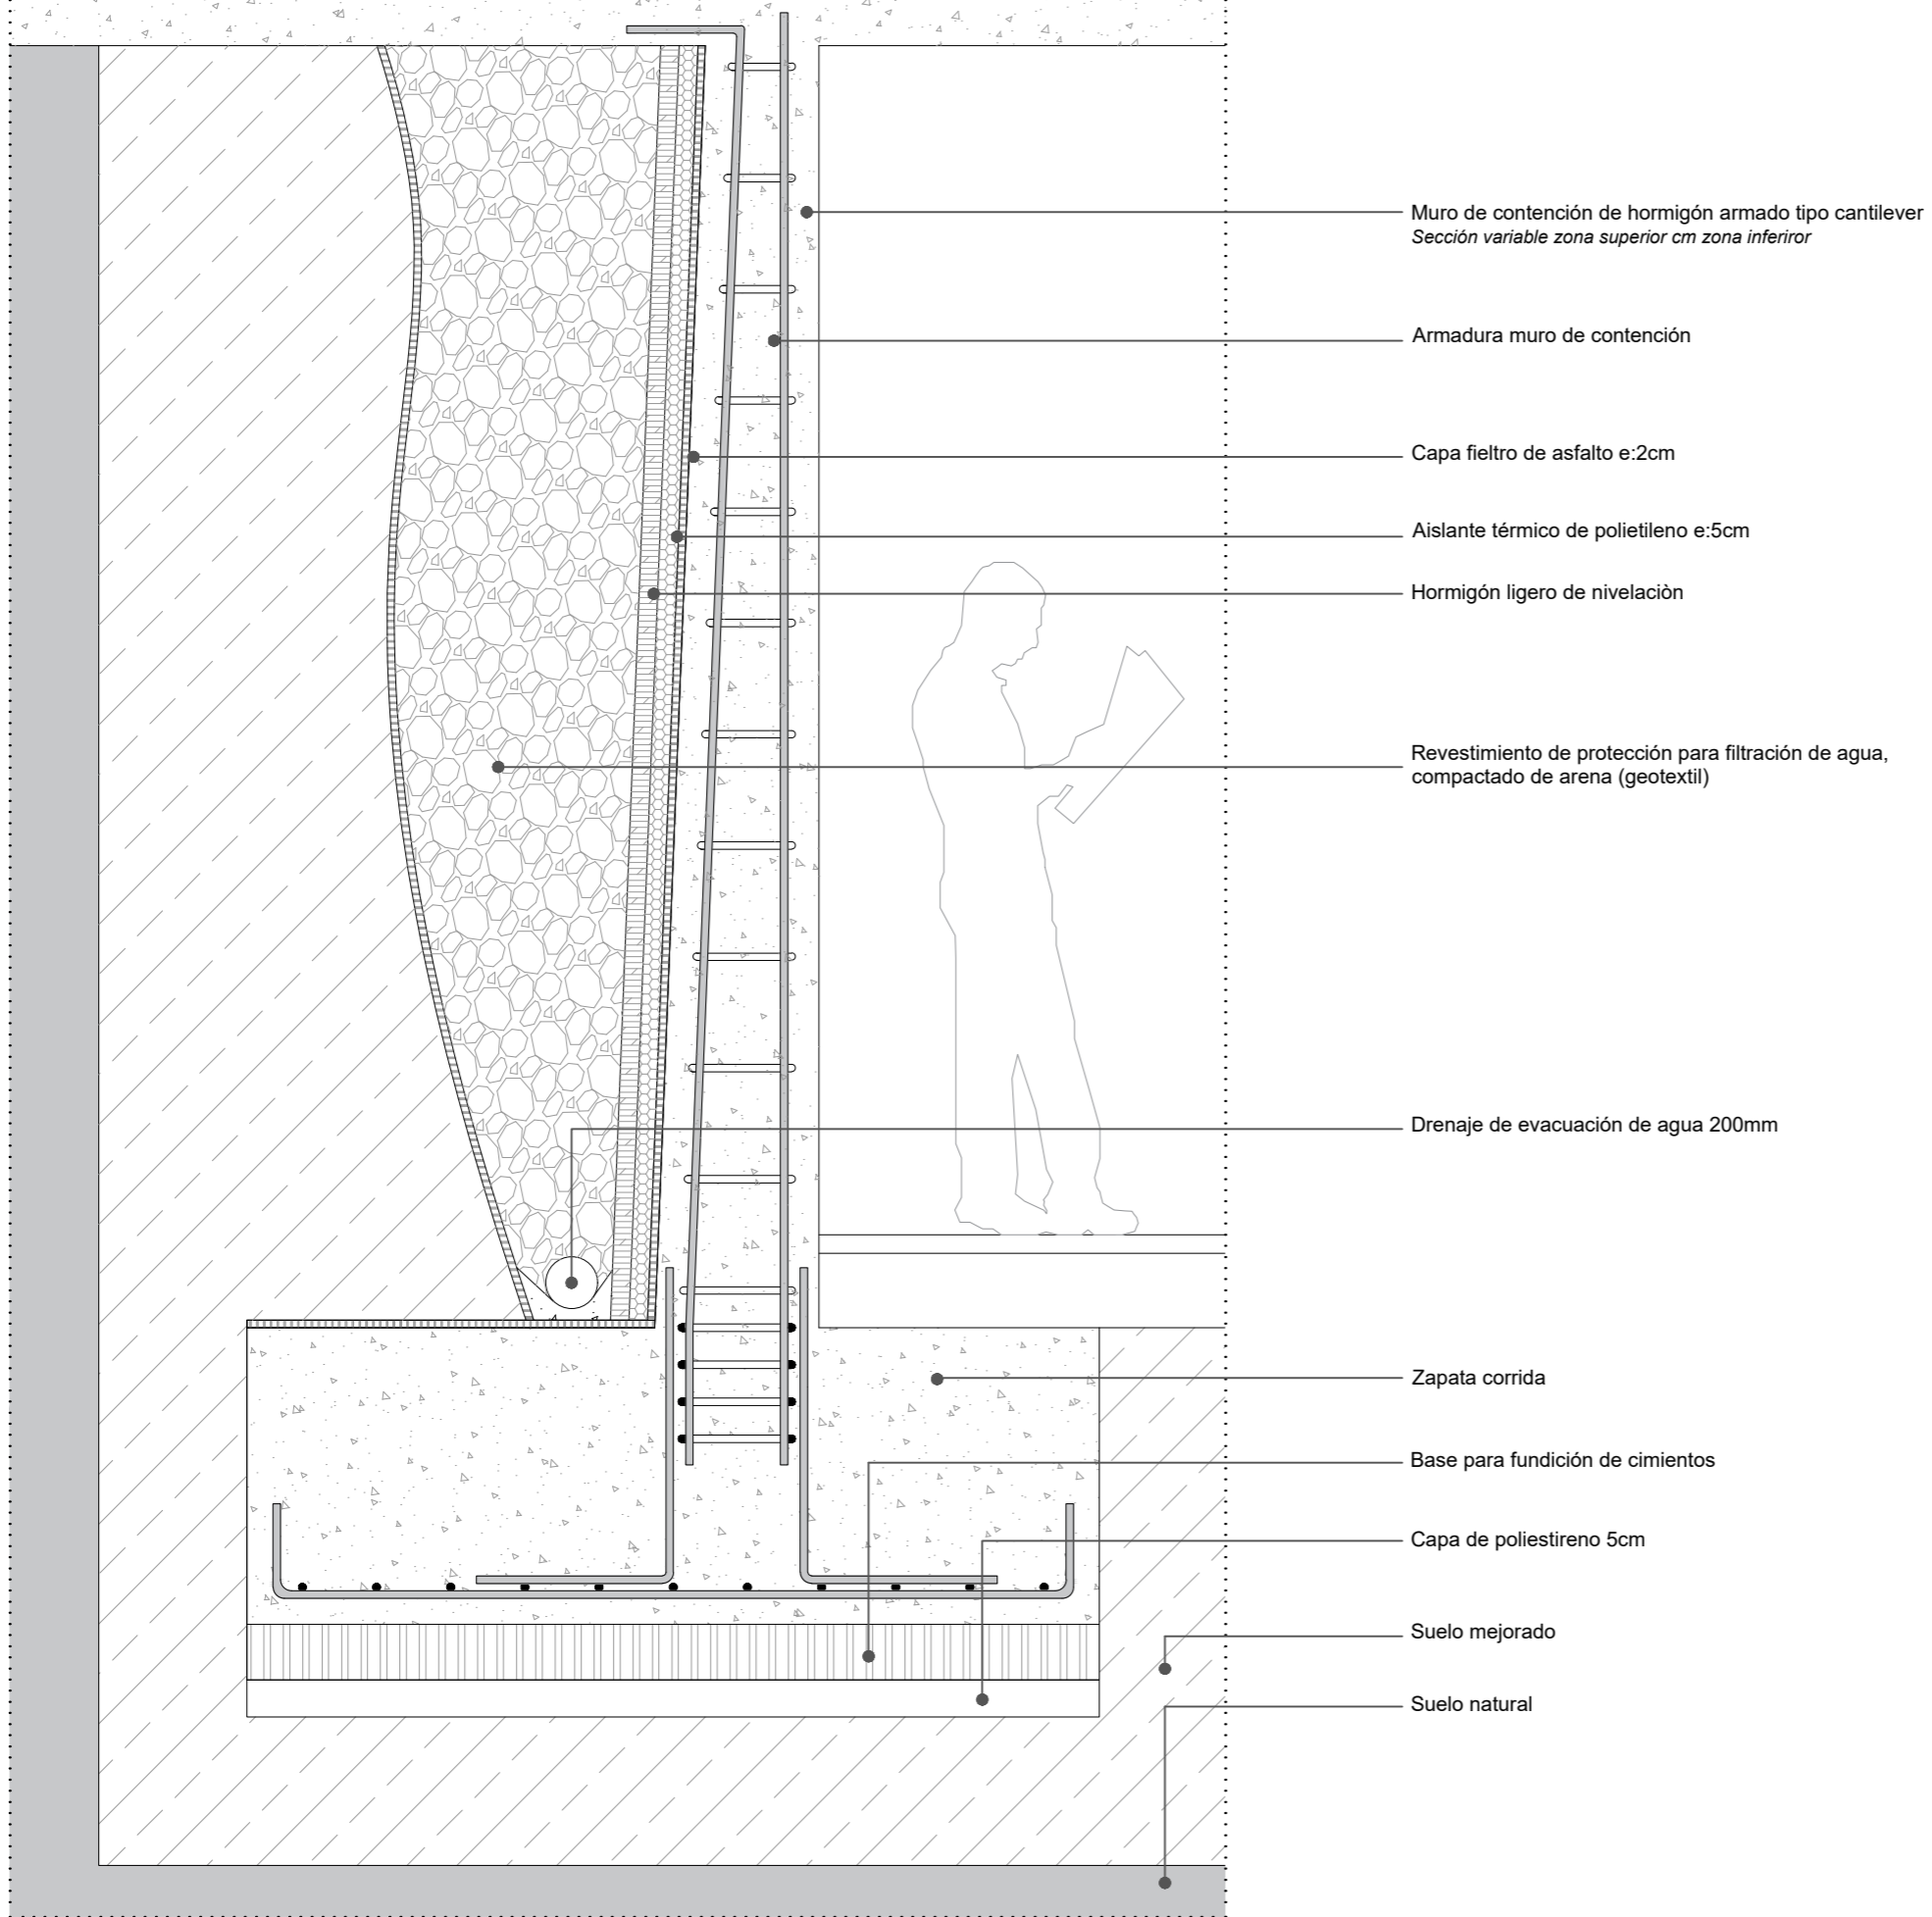 Muro de contención de hormigón armado tipo cantilever
Sección variable zona superior cm zona inferiror
Armadura muro de contención
Capa fieltro de asfalto e:2cm
Aislante térmico de polietileno e:5cm
Hormigón ligero de nivelaciòn
Revestimiento de protección para filtración de agua,
compactado de arena (geotextil)
Drenaje de evacuación de agua 200mm
Zapata corrida
Base para fundición de cimientos
Capa de poliestireno 5cm
Suelo mejorado
Suelo natural